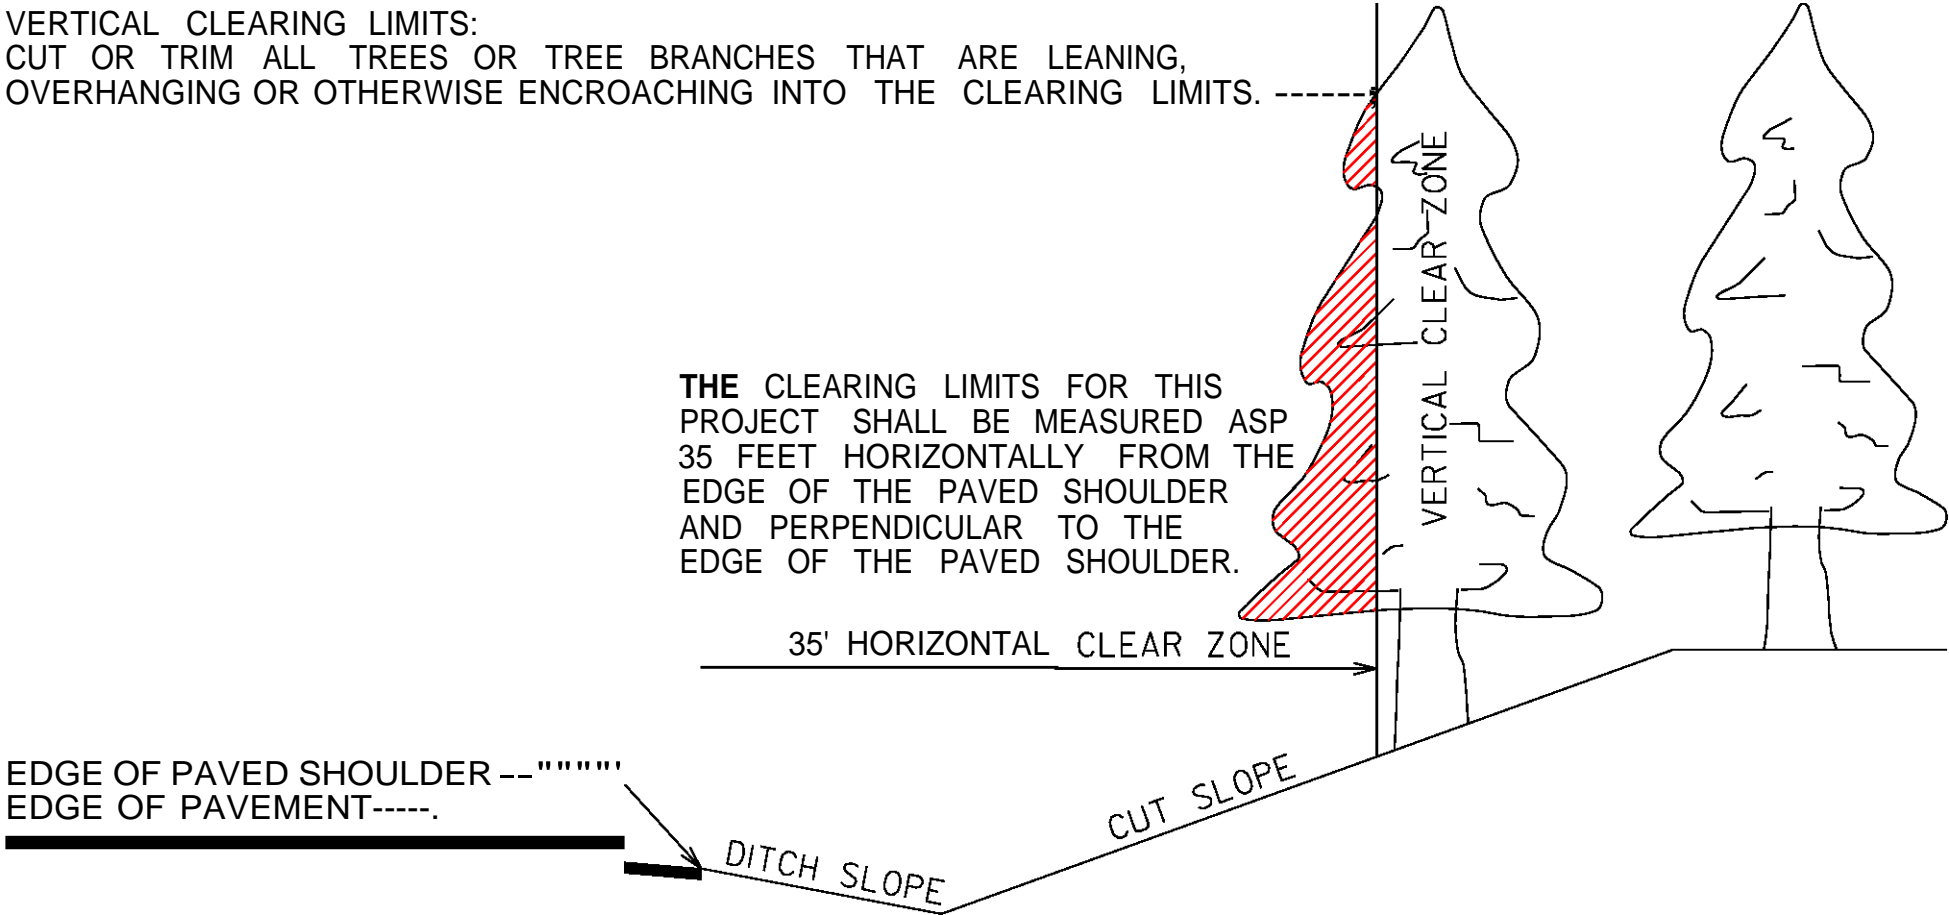 VERTICAL CLEARING LIMITS:
CUT OR TRIM ALL TREES OR TREE BRANCHES THAT ARE LEANING,
OVERHANGING OR OTHERWISE ENCROACHING INTO THE CLEARING LIMITS. ------
VERTICAL CLEAR ZONE
THE CLEARING LIMITS FOR THIS
PROJECT SHALL BE MEASURED ASP
35 FEET HORIZONTALLY FROM THE
EDGE OF THE PAVED SHOULDER
AND PERPENDICULAR TO THE
EDGE OF THE PAVED SHOULDER.
35' HORIZONTAL CLEAR ZONE
EDGE OF PAVED SHOULDER --""""'
EDGE OF PAVEMENT-----.
DITCH SLOPE
CUT SLOPE